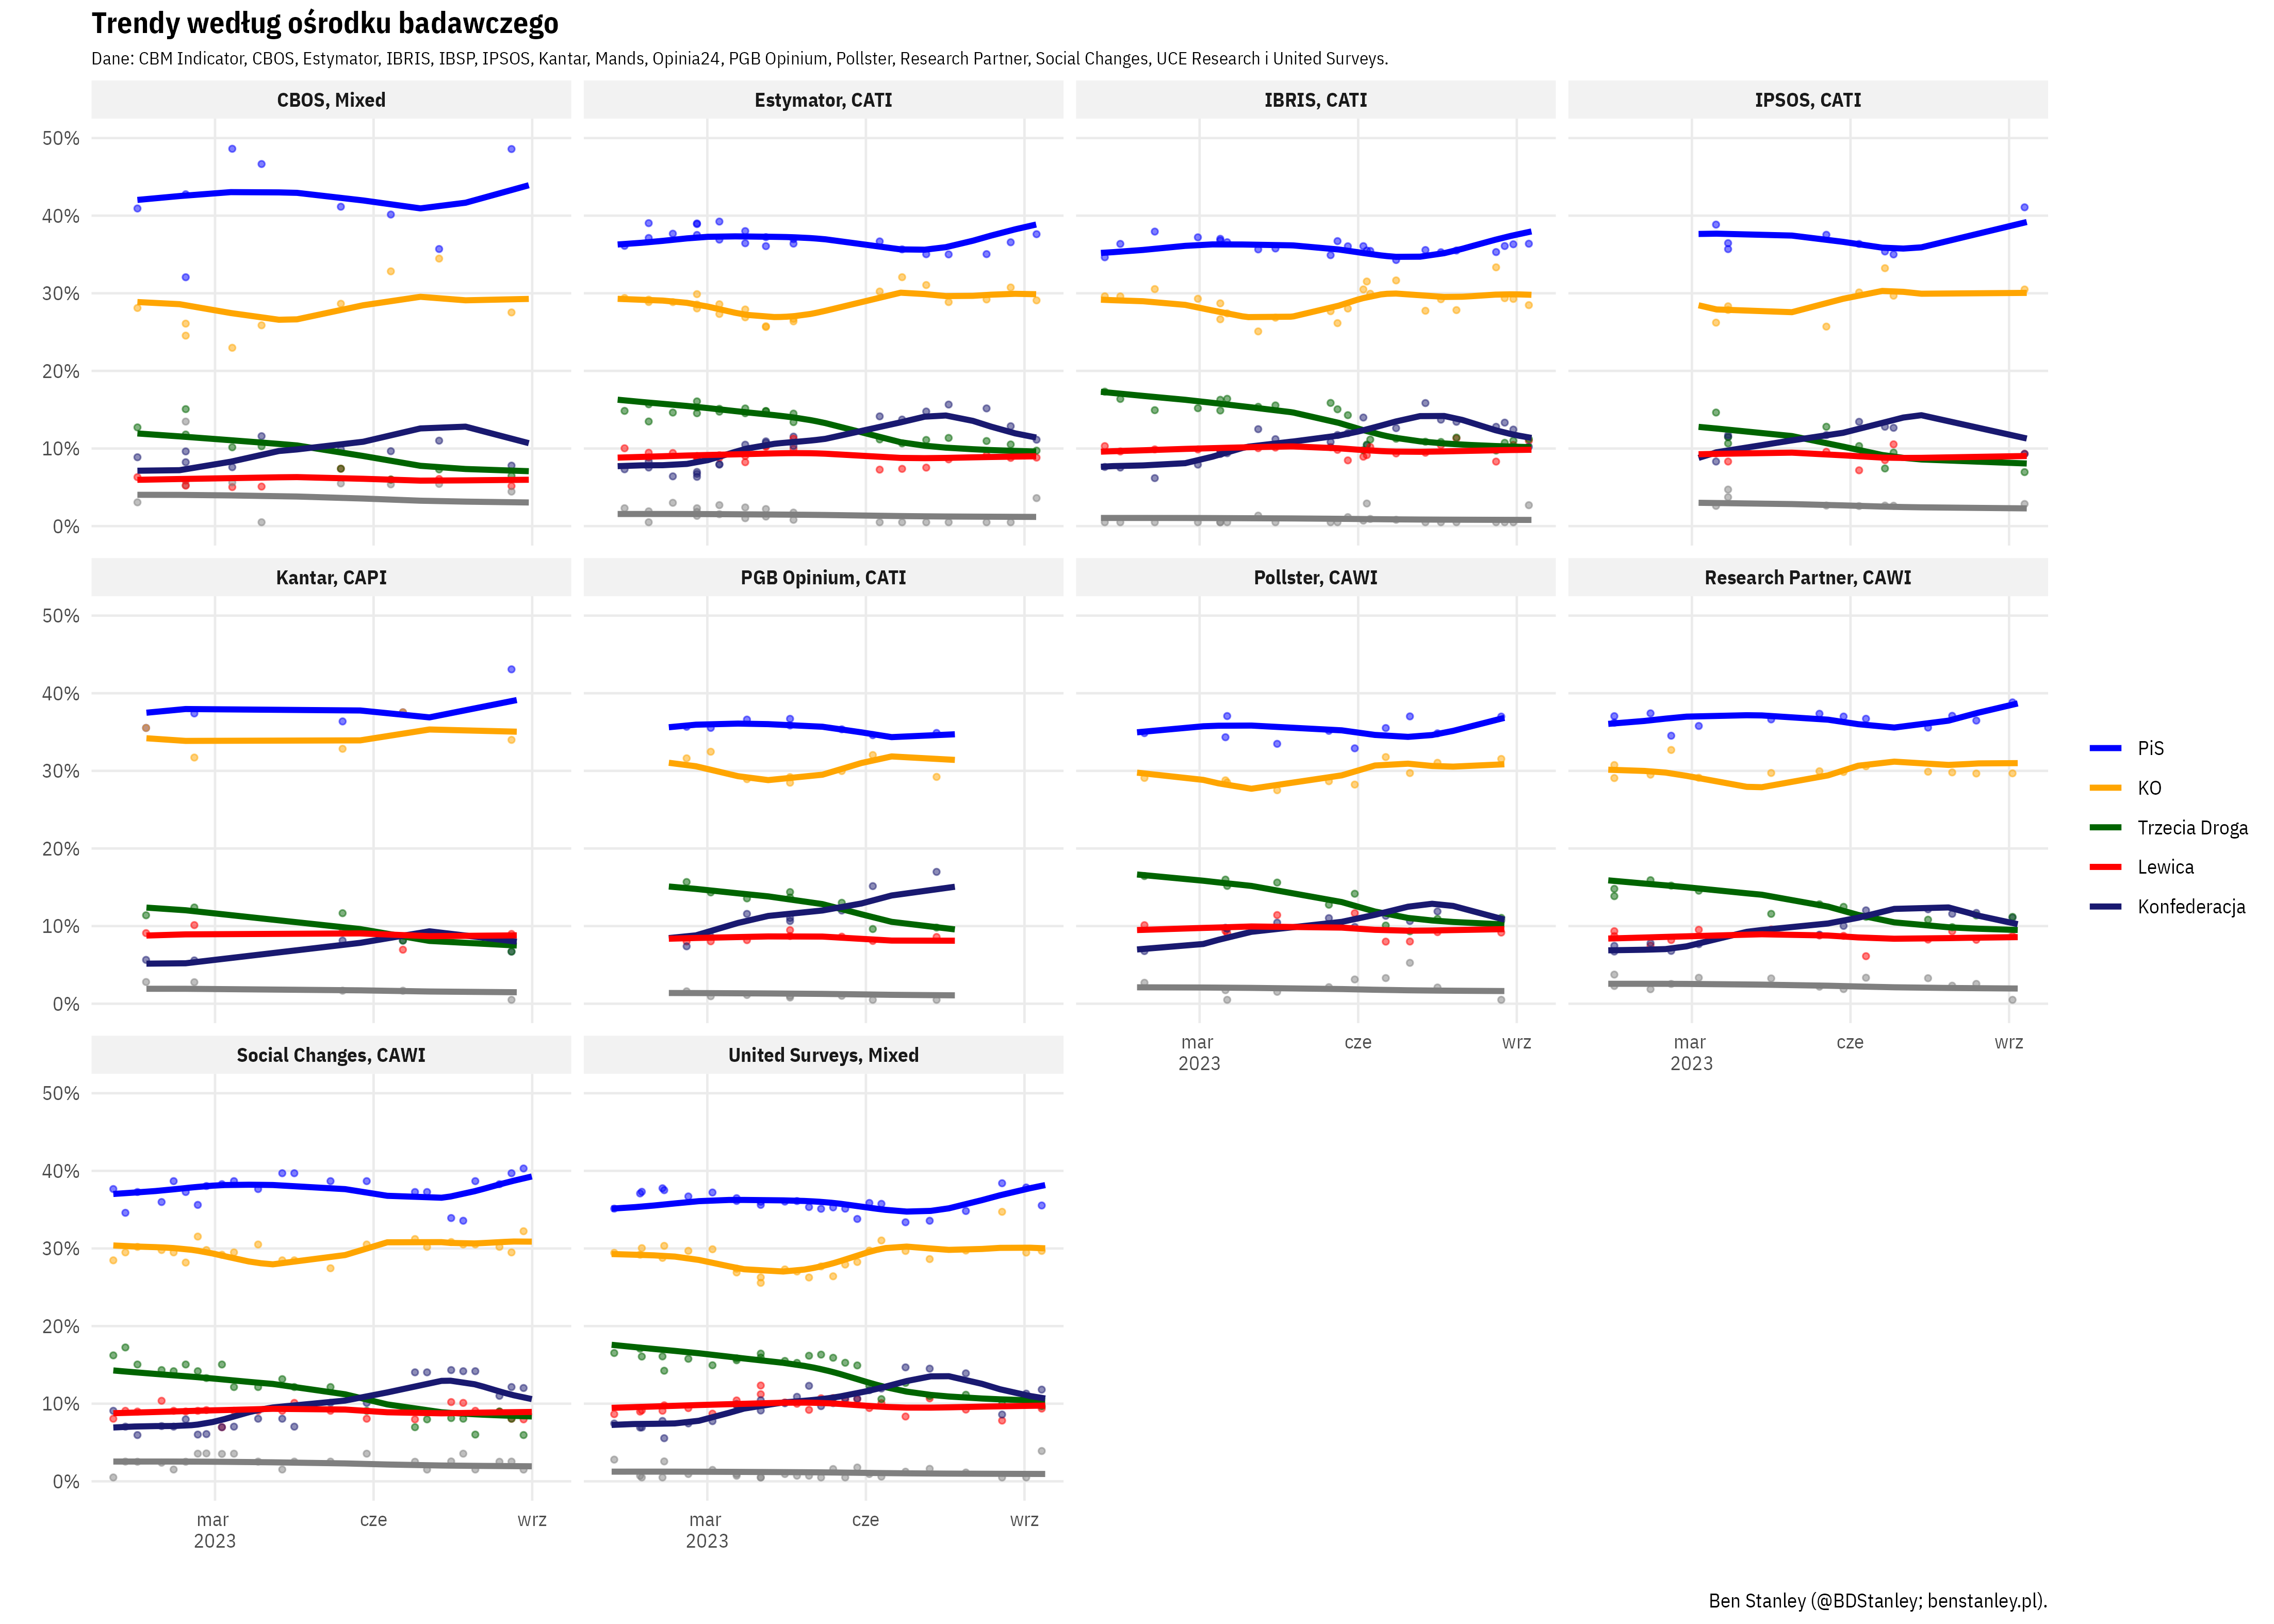 Trendy według ośrodku badawczego
Dane: CBM Indicator, CBOS, Estymator, IBRIS, IBSP, IPSOS, Kantar, Mands, Opinia24, PGB Opinium, Pollster, Research Partner, Social Changes, UCE Research i United Surveys.
CBOS, Mixed
Estymator, CATI
IBRIS, CATI
IPSOS, CATI
50%
40%
30%
20%
10%
0%
Kantar, CAPI
PGB Opinium, CATI
Pollster, CAWI
Research Partner, CAWI
50%
40%
30%
20%
10%
0%
mar
2023
cze
wrz
mar
2023
cze
wrz
Social Changes, CAWI
United Surveys, Mixed
50%
40%
30%
20%
10%
0%
mar
2023
cze
wrz
mar
2023
cze
wrz
PiS
KO
Trzecia Droga
Lewica
Konfederacja
Ben Stanley (@BDStanley; benstanley.pl).